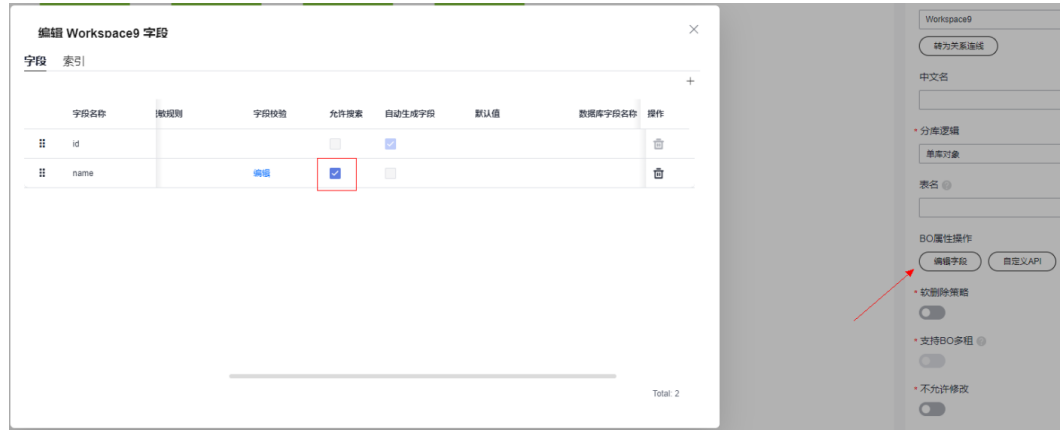 编辑 Workspace9 字段
字段 索引
字段名称 敏规则 字段校验 允许搜索 自动生成字段 默认值 数据库字段名称 操作
id
name 编辑
Total: 2
Workspace9
转为关系连线
中文名
* 分库逻辑
单库对象
表名
BO属性操作
编辑字段 自定义API
* 软删除策略
* 支持BO多租
* 不允许修改